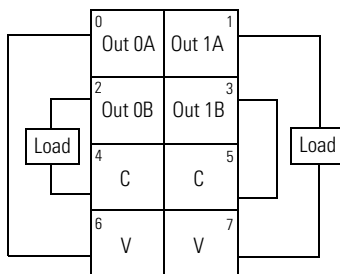 0 1
Out 0A Out 1A
2 3
Out 0B Out 1B
Load Load
4 5
C C
6 7
V V